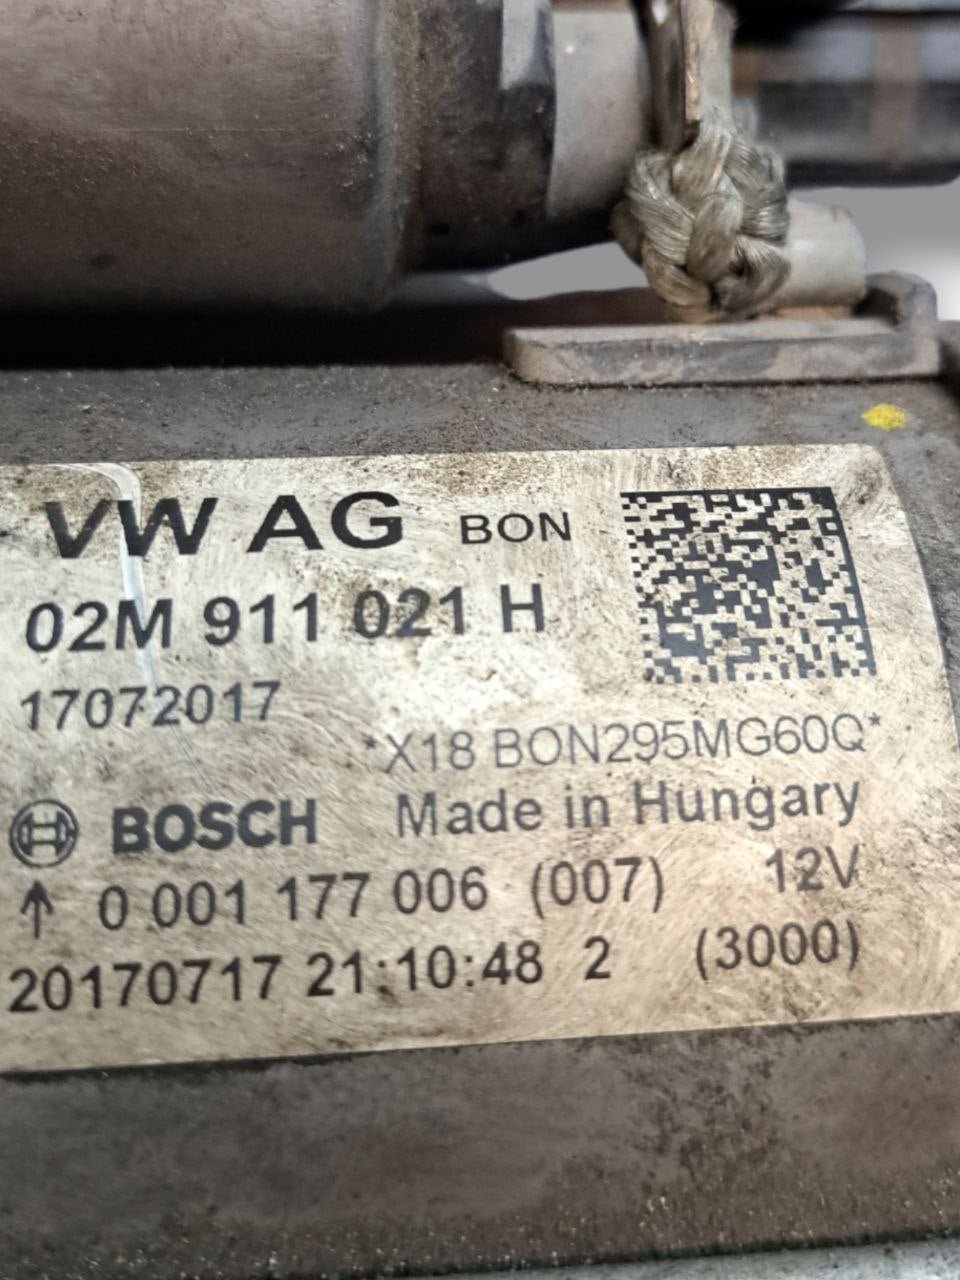 VW AG BON
02M 911 021 H
17072017
*X18 BON295MG60Q*
BOSCH Made in Hungary
0 001 177 006 (007) 12V
20170717 21:10:48 2 (3000)